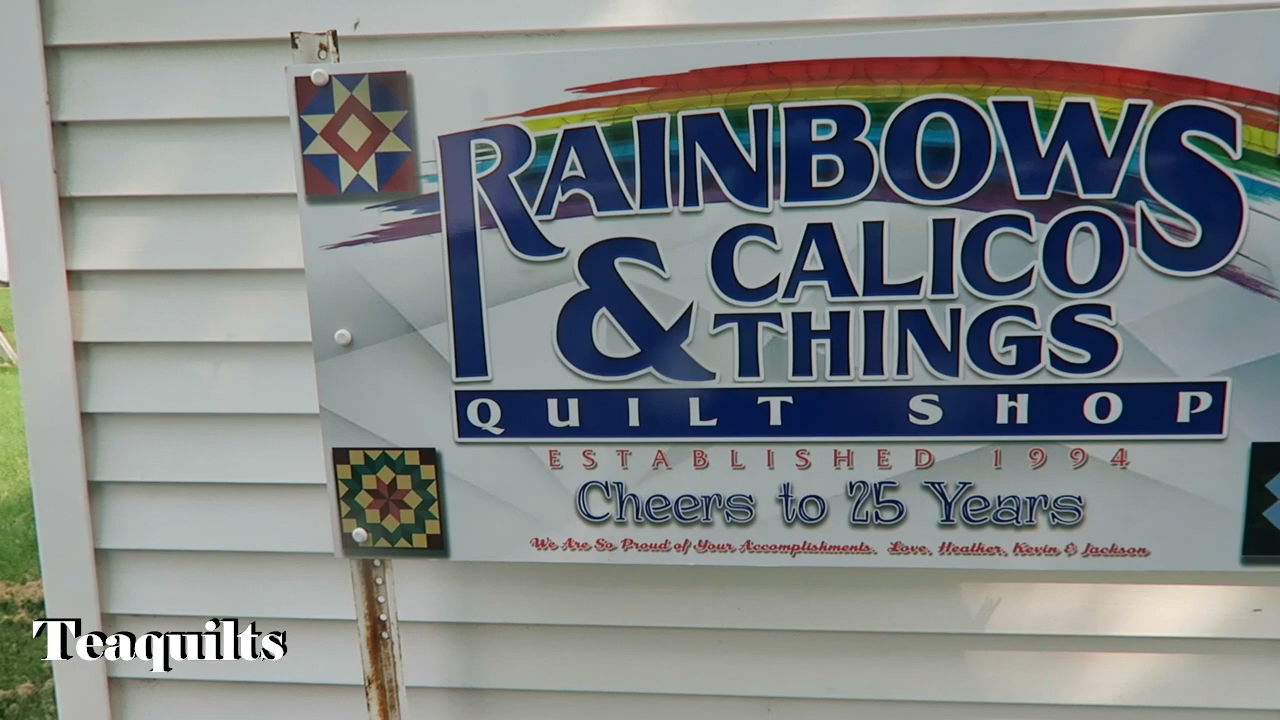 RAINBOWS
& CALICO
THINGS
QUILT SHOP
ESTABLISHED 1994
Cheers to 25 Years
We Are So Proud of Your Accomplishments. Love, Heather, Kevin & Jackson
Teaquilts